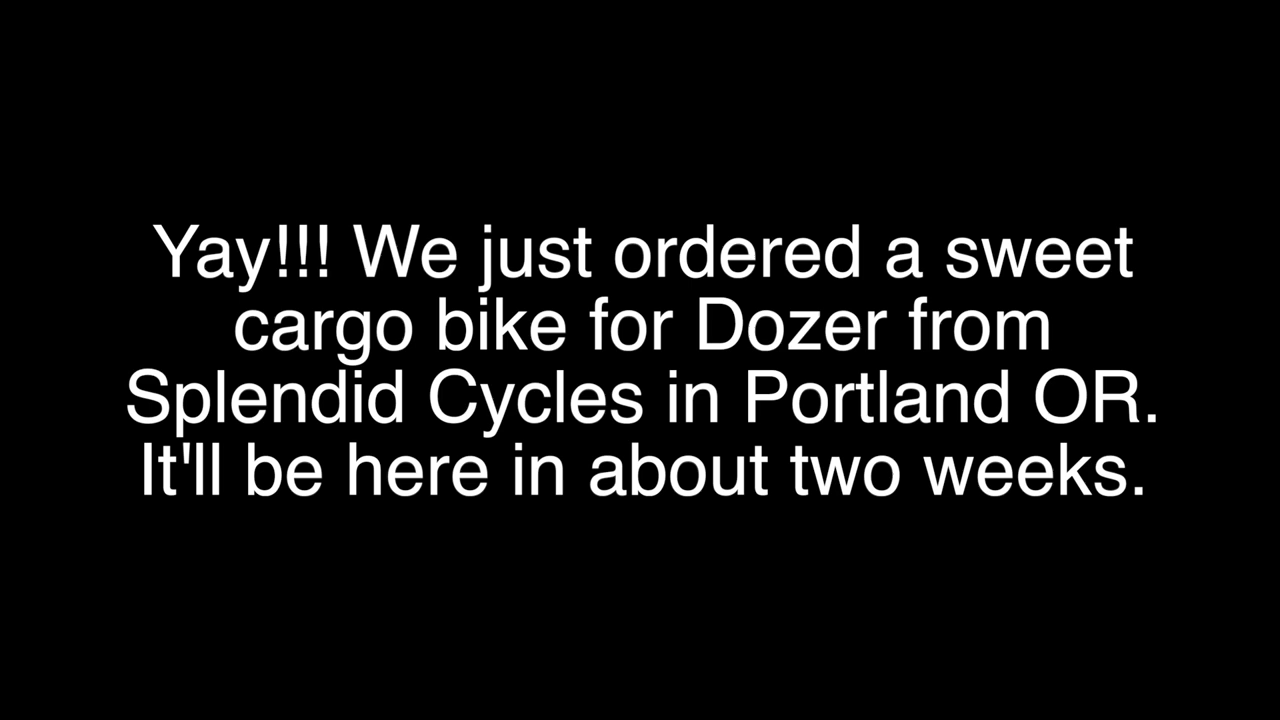 Yay!!! We just ordered a sweet
cargo bike for Dozer from
Splendid Cycles in Portland OR.
It'll be here in about two weeks.